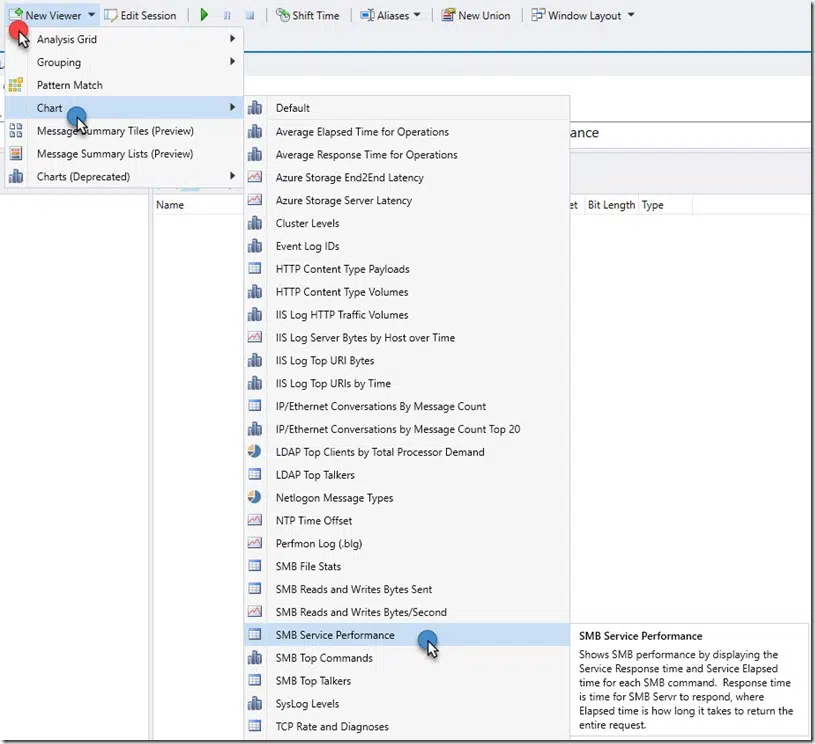 New Viewer Edit Session Shift Time Aliases New Union Window Layout
Analysis Grid
Grouping
Pattern Match
Chart
Message Summary Tiles (Preview)
Message Summary Lists (Preview)
Charts (Deprecated)
ance
Name et Bit Length Type
Default
Average Elapsed Time for Operations
Average Response Time for Operations
Azure Storage End2End Latency
Azure Storage Server Latency
Cluster Levels
Event Log IDs
HTTP Content Type Payloads
HTTP Content Type Volumes
IIS Log HTTP Traffic Volumes
IIS Log Server Bytes by Host over Time
IIS Log Top URI Bytes
IIS Log Top URIs by Time
IP/Ethernet Conversations By Message Count
IP/Ethernet Conversations by Message Count Top 20
LDAP Top Clients by Total Processor Demand
LDAP Top Talkers
Netlogon Message Types
NTP Time Offset
Perfmon Log (.blg)
SMB File Stats
SMB Reads and Writes Bytes Sent
SMB Reads and Writes Bytes/Second
SMB Service Performance
SMB Top Commands
SMB Top Talkers
SysLog Levels
TCP Rate and Diagnoses
SMB Service Performance
Shows SMB performance by displaying the
Service Response time and Service Elapsed
time for each SMB command. Response time
is time for SMB Servr to respond, where
Elapsed time is how long it takes to return the
entire request.